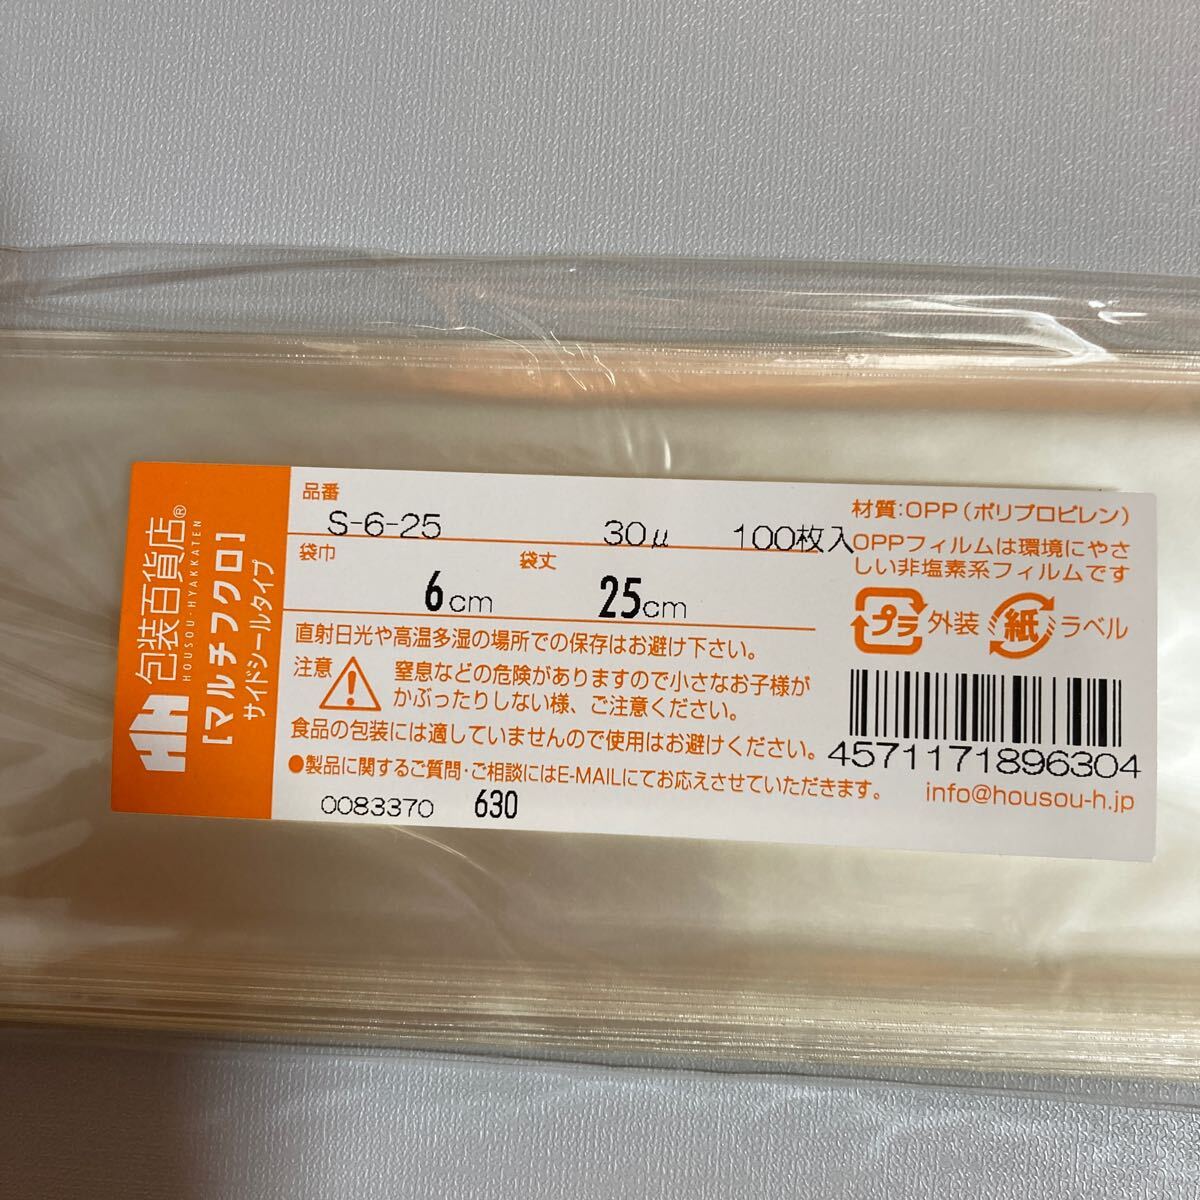 包装百貨店®
HOUSOU-HYAKKATEN
[マルチフクロ]
サイドシールタイプ
品番
S-6-25 30μ 100枚入
袋巾 6cm 袋丈 25cm
直射日光や高温多湿の場所での保存はお避け下さい。
注意 窒息などの危険がありますので小さなお子様が
かぶったりしない様、ご注意ください。
食品の包装には適していませんので使用はお避けください。
●製品に関するご質問・ご相談にはE-MAILにてお応えさせていただきます。
0083370 630
材質:OPP(ポリプロピレン)
OPPフィルムは環境にやさ
しい非塩素系フィルムです
プラ 外装 紙 ラベル
4571171896304
info@housou-h.jp